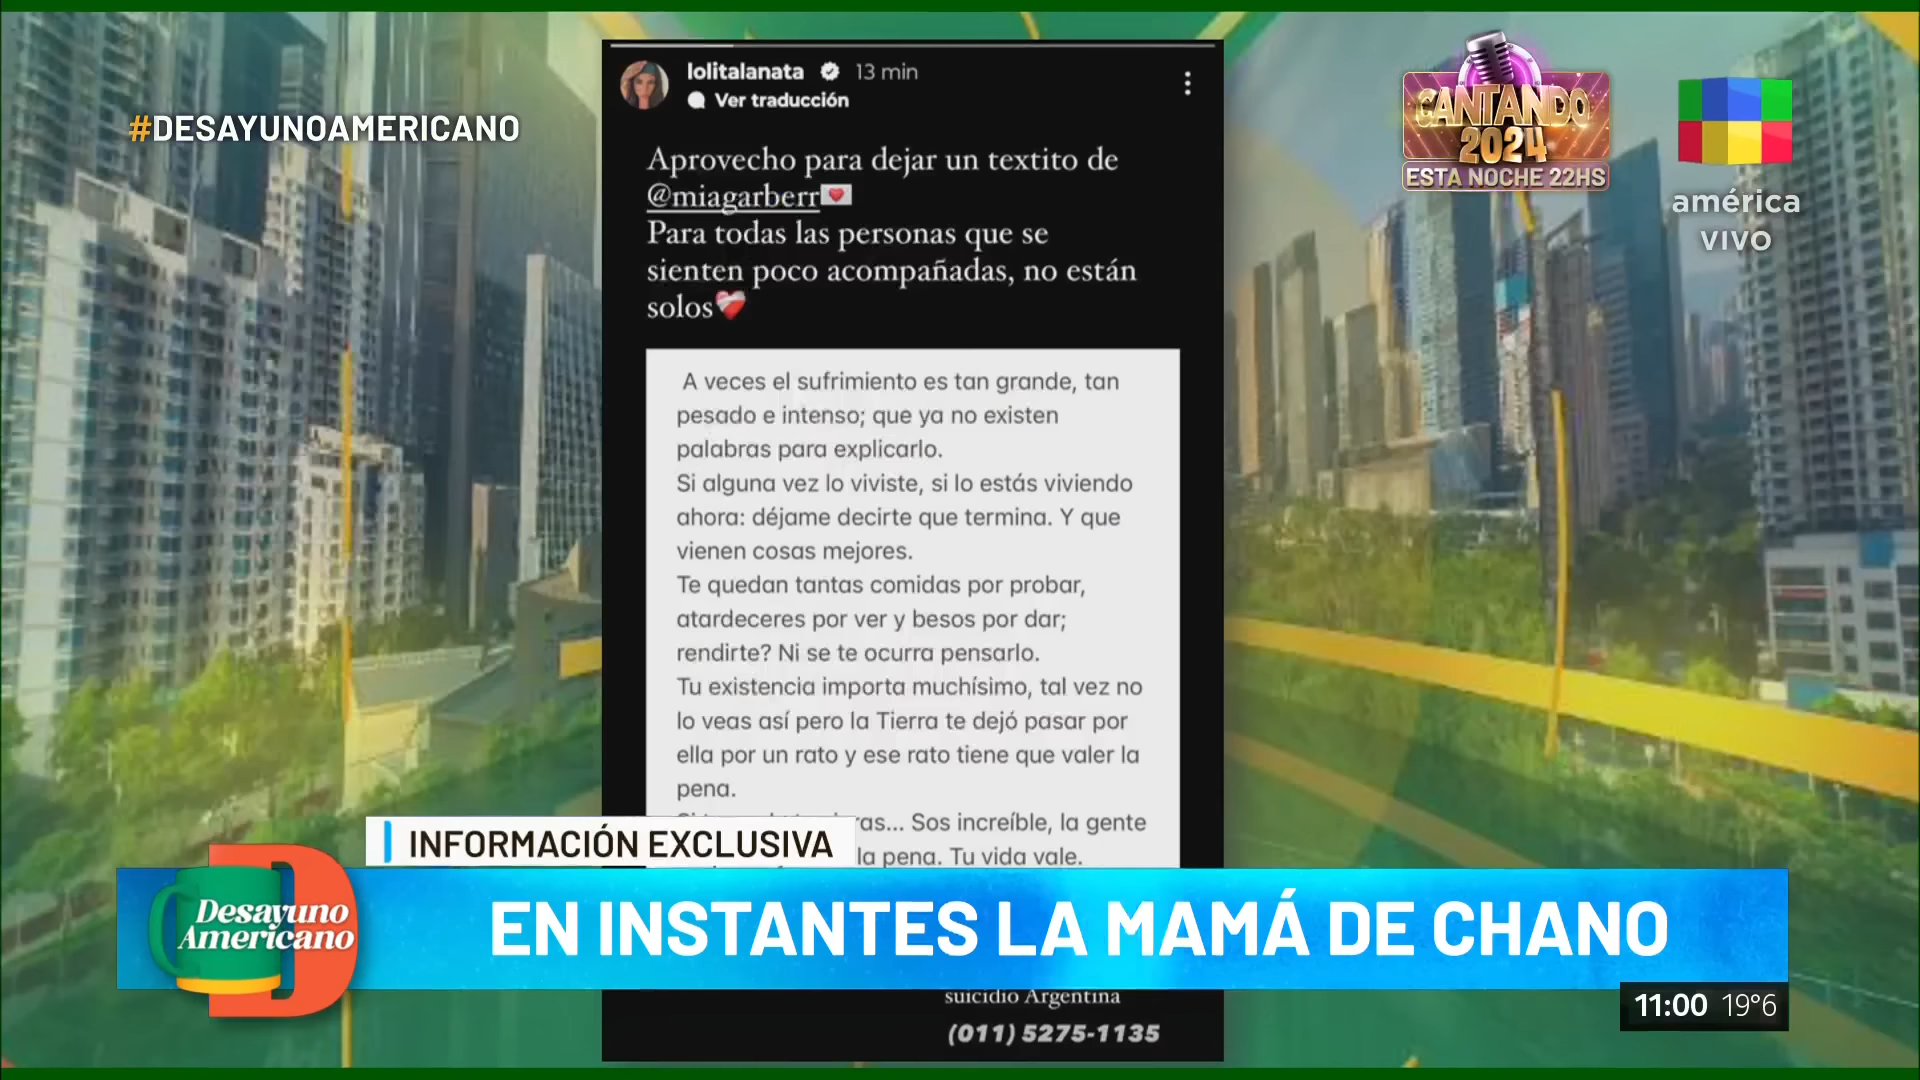 #DESAYUNOAMERICANO
lolitalanata 13 min
Ver traducción
Aprovecho para dejar un textito de
@miagarberr
Para todas las personas que se
sienten poco acompañadas, no están
solos
A veces el sufrimiento es tan grande, tan
pesado e intenso; que ya no existen
palabras para explicarlo.
Si alguna vez lo viviste, si lo estás viviendo
ahora: déjame decirte que termina. Y que
vienen cosas mejores.
Te quedan tantas comidas por probar,
atardeceres por ver y besos por dar;
rendirte? Ni se te ocurra pensarlo.
Tu existencia importa muchísimo, tal vez no
lo veas así pero la Tierra te dejó pasar por
ella por un rato y ese rato tiene que valer la
pena.
Sos increíble, la gente
la pena. Tu vida vale.
CANTANDO
2024
ESTA NOCHE 22HS
américa
VIVO
INFORMACIÓN EXCLUSIVA
Desayuno
Americano
EN INSTANTES LA MAMÁ DE CHANO
suicidio Argentina
(011) 5275-1135
11:00 19°6